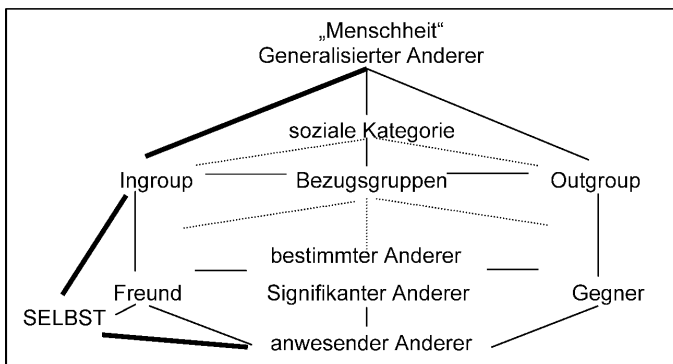 „Menschheit“
Generalisierter Anderer
soziale Kategorie
Ingroup Bezugsgruppen Outgroup
bestimmter Anderer
Freund Signifikanter Anderer Gegner
SELBST
anwesender Anderer